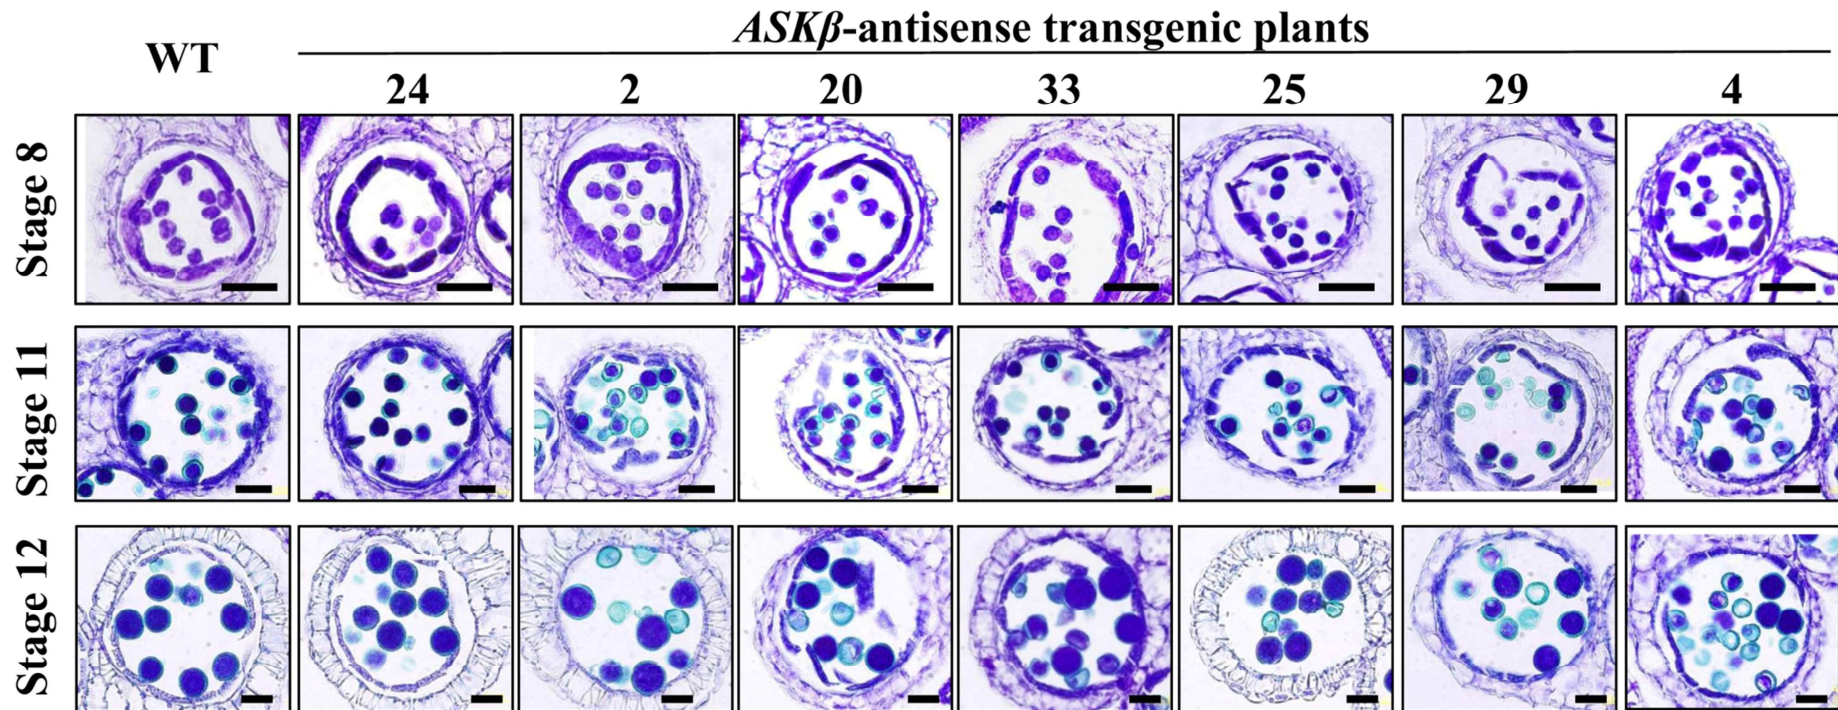 ASKβ-antisense transgenic plants
WT
24 2 20 33 25 29 4
Stage 8
Stage 11
Stage 12